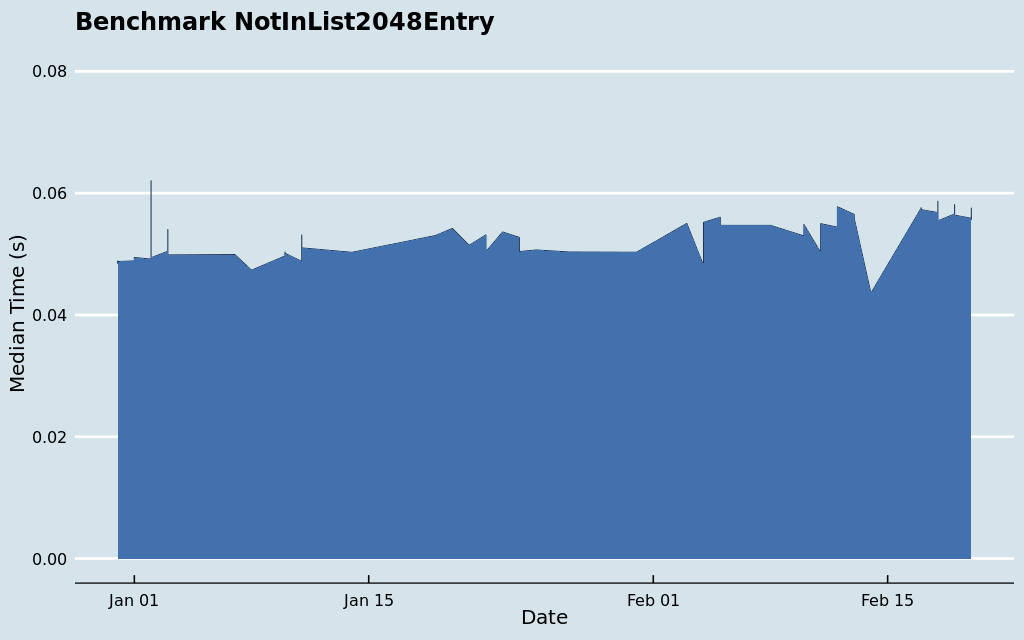 Benchmark NotInList2048Entry
0.08
0.06
0.04
0.02
0.00
Median Time (s)
Jan 01
Jan 15
Feb 01
Feb 15
Date